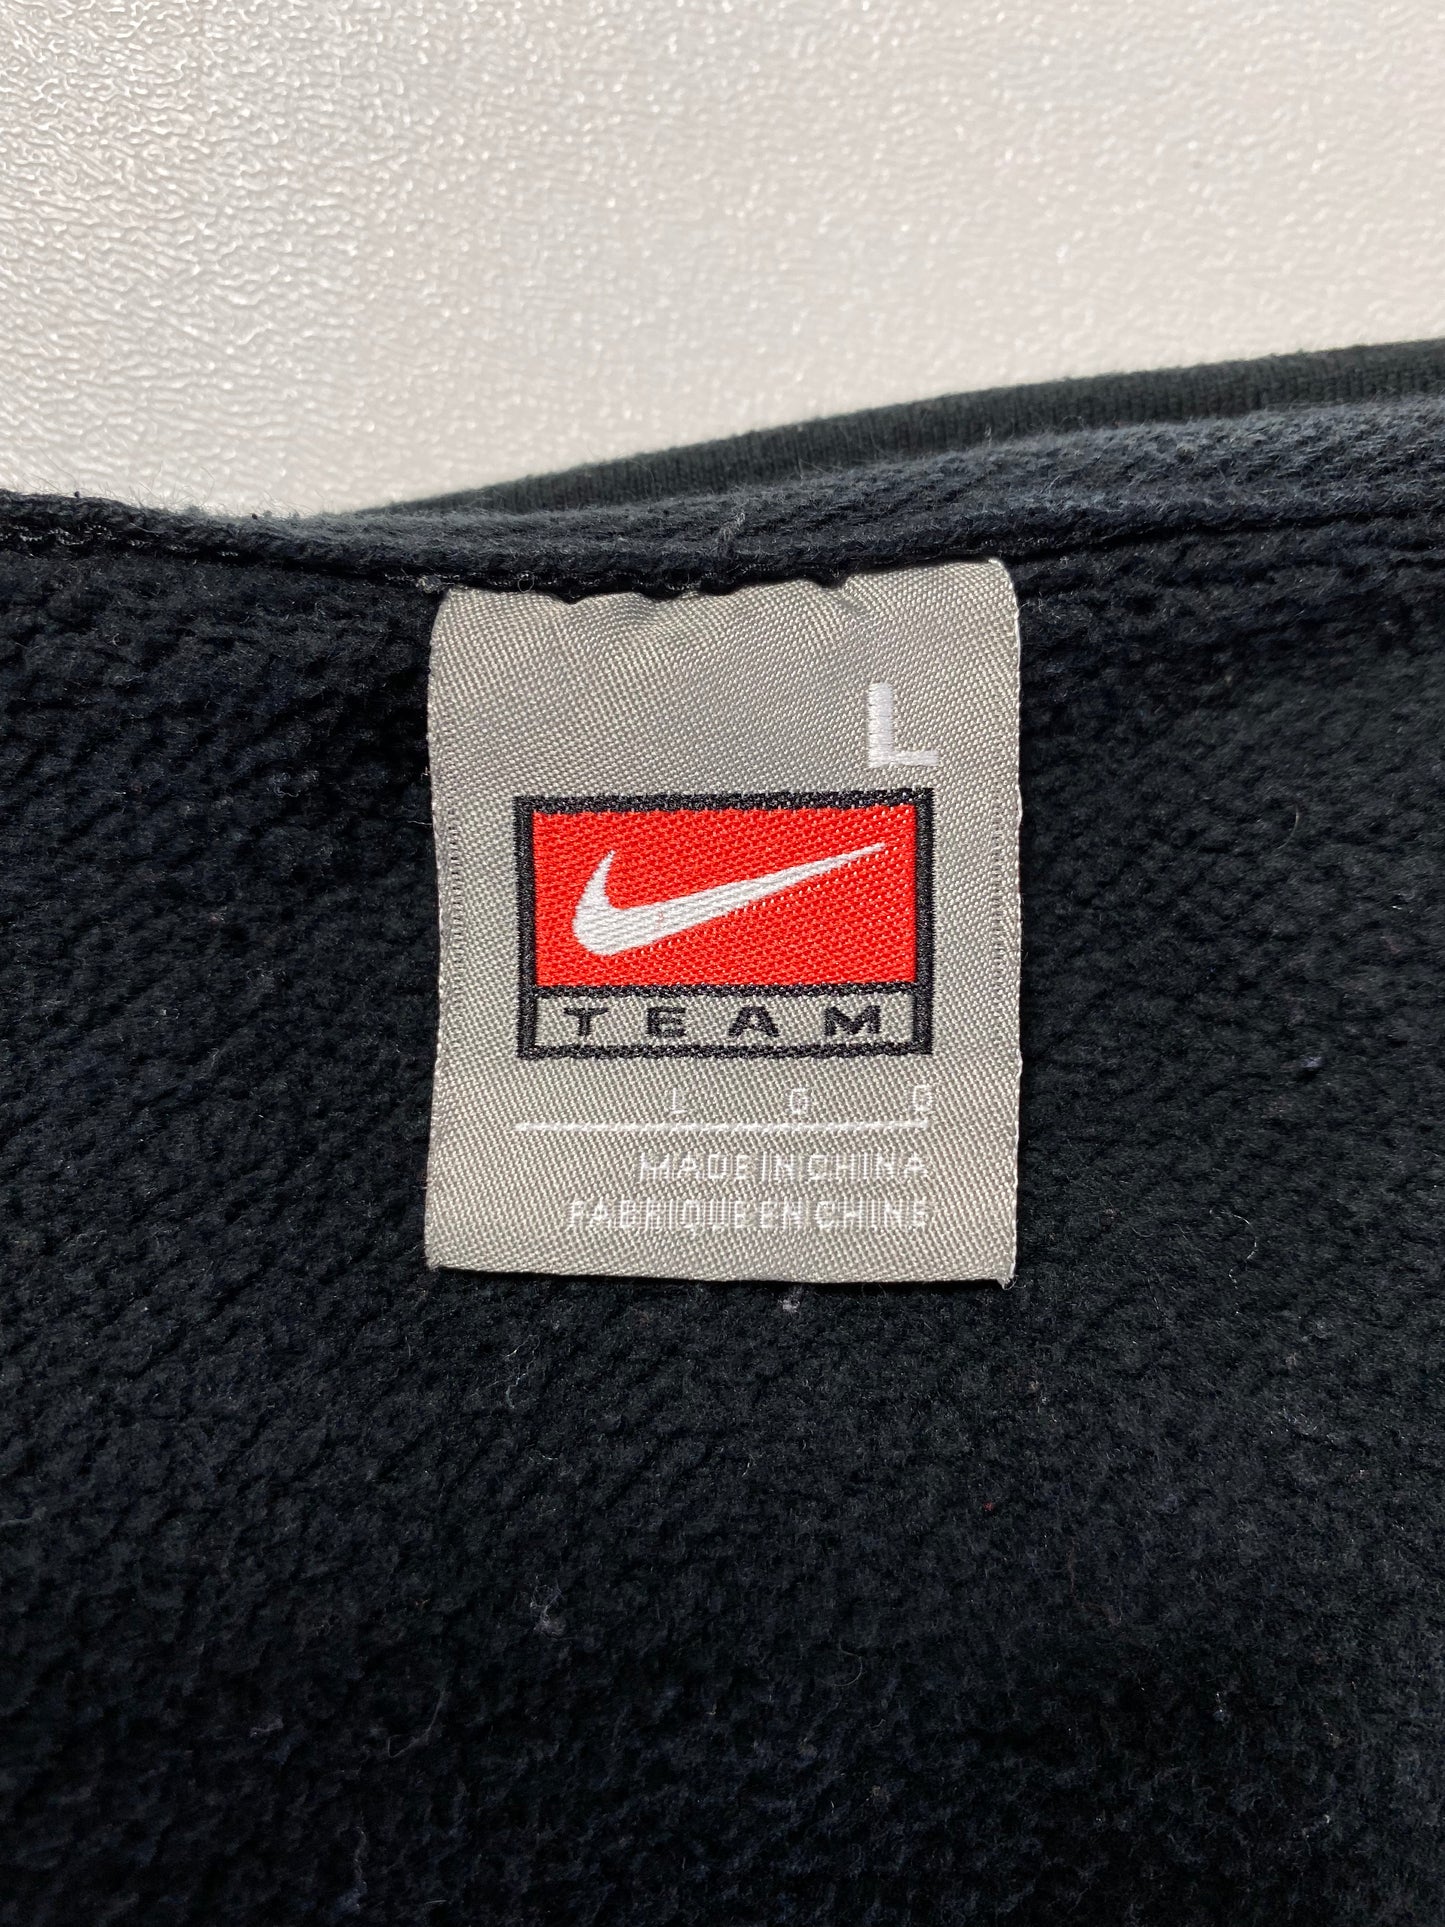 L
TEAM
L G G
MADE IN CHINA
FABRIQUE EN CHINE